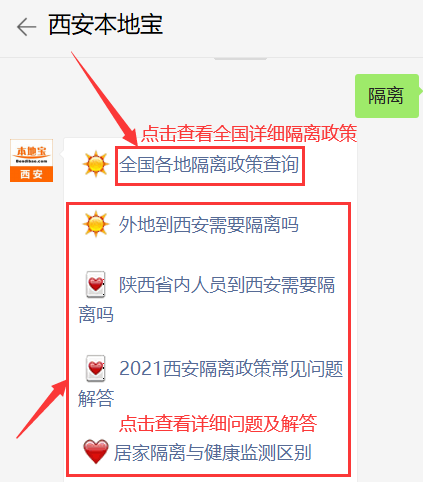 西安本地宝
隔离
点击查看全国详细隔离政策
本地宝
Bendibao.com
西安
全国各地隔离政策查询
外地到西安需要隔离吗
陕西省内人员到西安需要隔
离吗
2021西安隔离政策常见问题
解答
点击查看详细问题及解答
居家隔离与健康监测区别